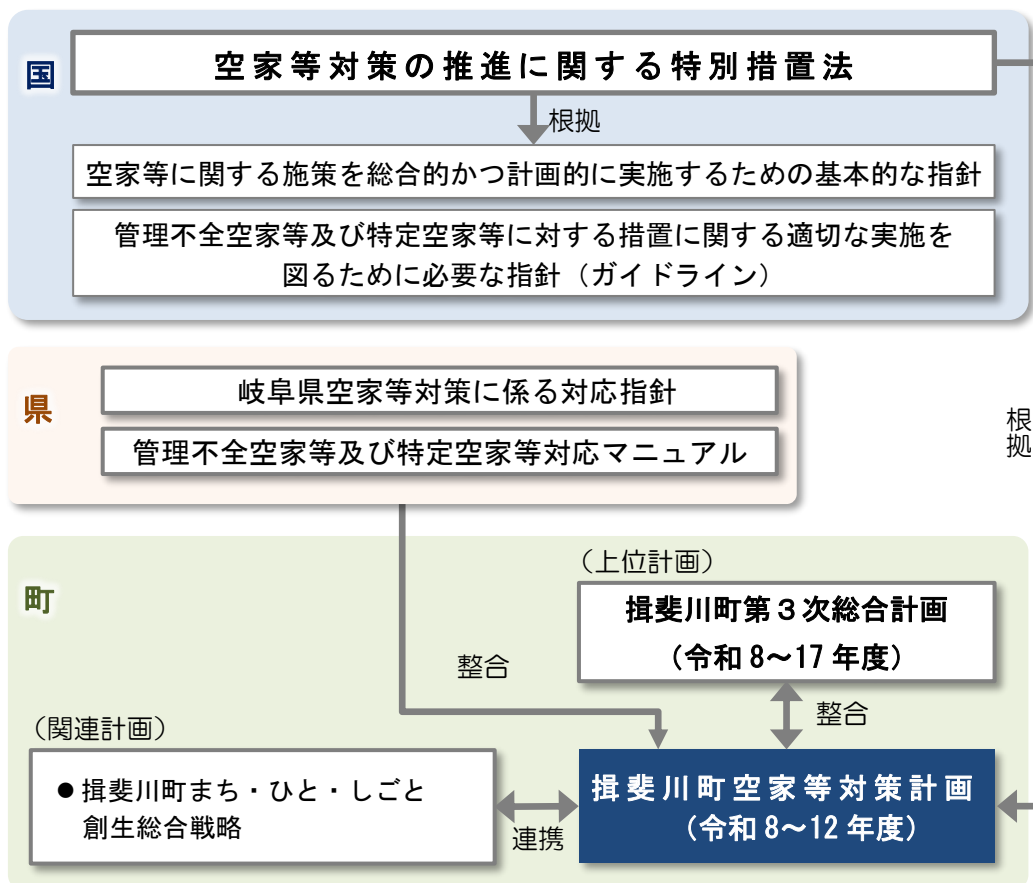 国
空家等対策の推進に関する特別措置法
根拠
空家等に関する施策を総合的かつ計画的に実施するための基本的な指針
管理不全空家等及び特定空家等に対する措置に関する適切な実施を
図るために必要な指針（ガイドライン）
県
岐阜県空家等対策に係る対応指針
管理不全空家等及び特定空家等対応マニュアル
根拠
町
（上位計画）
揖斐川町第３次総合計画
（令和８～17年度）
整合
整合
（関連計画）
●揖斐川町まち・ひと・しごと
創生総合戦略
連携
揖斐川町空家等対策計画
（令和８～12年度）